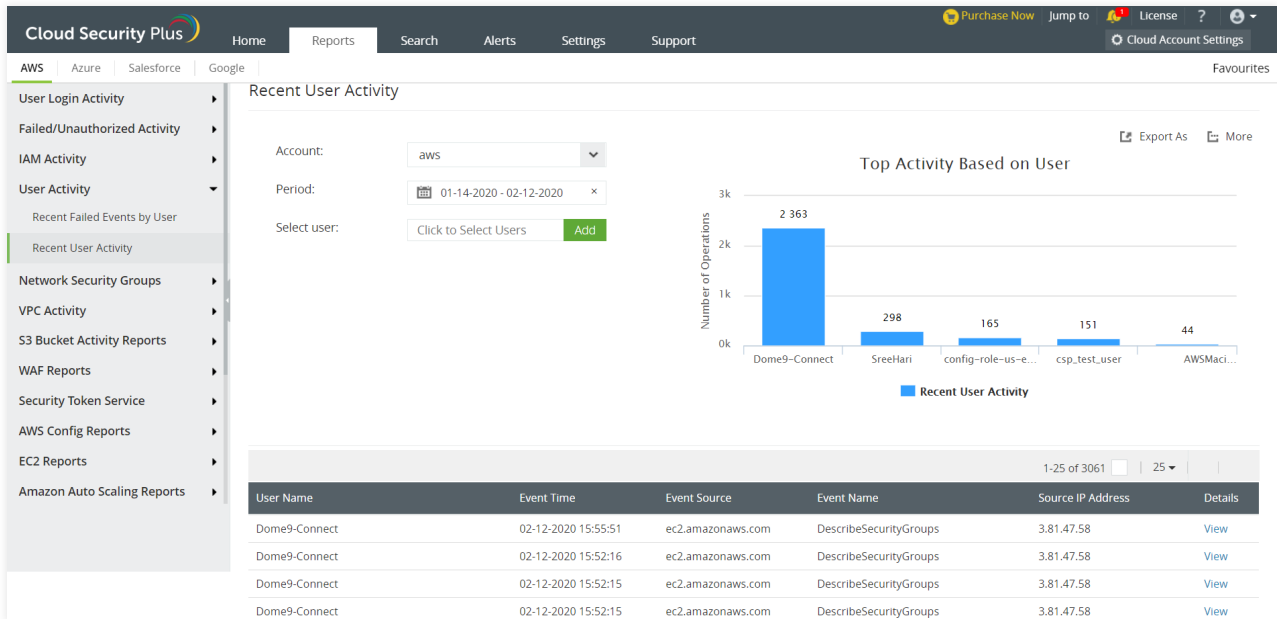 Purchase Now Jump to 1 License ?
Cloud Security Plus
Home Reports Search Alerts Settings Support
Cloud Account Settings
AWS Azure Salesforce Google Favourites
User Login Activity
Failed/Unauthorized Activity
IAM Activity
User Activity
Recent Failed Events by User
Recent User Activity
Network Security Groups
VPC Activity
S3 Bucket Activity Reports
WAF Reports
Security Token Service
AWS Config Reports
EC2 Reports
Amazon Auto Scaling Reports
Recent User Activity
Export As More
Account: aws
Period: 01-14-2020 - 02-12-2020 ×
Select user: Click to Select Users Add
Top Activity Based on User
Number of Operations
3k
2k
1k
0k
2 363
298
165
151
44
Dome9-Connect SreeHari config-role-us-e... csp_test_user AWSMaci...
Recent User Activity
1-25 of 3061 25
User Name Event Time Event Source Event Name Source IP Address Details
Dome9-Connect 02-12-2020 15:55:51 ec2.amazonaws.com DescribeSecurityGroups 3.81.47.58 View
Dome9-Connect 02-12-2020 15:52:16 ec2.amazonaws.com DescribeSecurityGroups 3.81.47.58 View
Dome9-Connect 02-12-2020 15:52:15 ec2.amazonaws.com DescribeSecurityGroups 3.81.47.58 View
Dome9-Connect 02-12-2020 15:52:15 ec2.amazonaws.com DescribeSecurityGroups 3.81.47.58 View